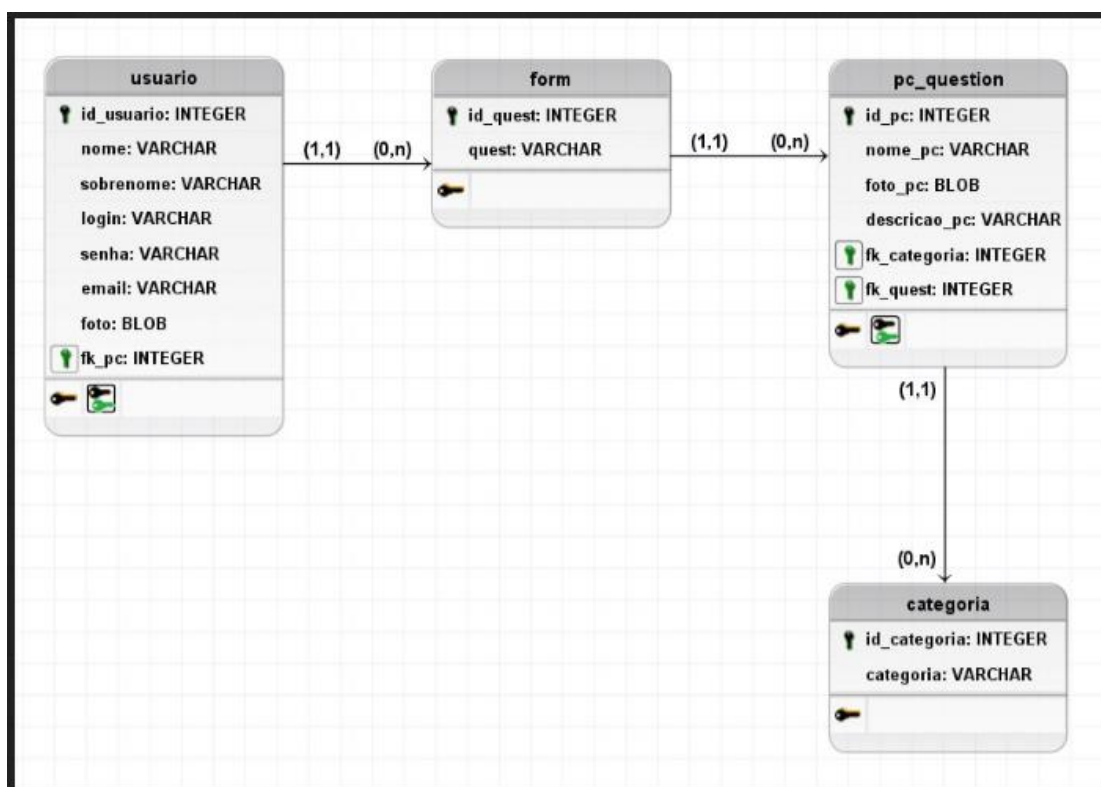 usuario
id_usuario: INTEGER
nome: VARCHAR
sobrenome: VARCHAR
login: VARCHAR
senha: VARCHAR
email: VARCHAR
foto: BLOB
fk_pc: INTEGER
(1,1) (0,n)
form
id_quest: INTEGER
quest: VARCHAR
(1,1) (0,n)
pc_question
id_pc: INTEGER
nome_pc: VARCHAR
foto_pc: BLOB
descricao_pc: VARCHAR
fk_categoria: INTEGER
fk_quest: INTEGER
(1,1)
(0,n)
categoria
id_categoria: INTEGER
categoria: VARCHAR